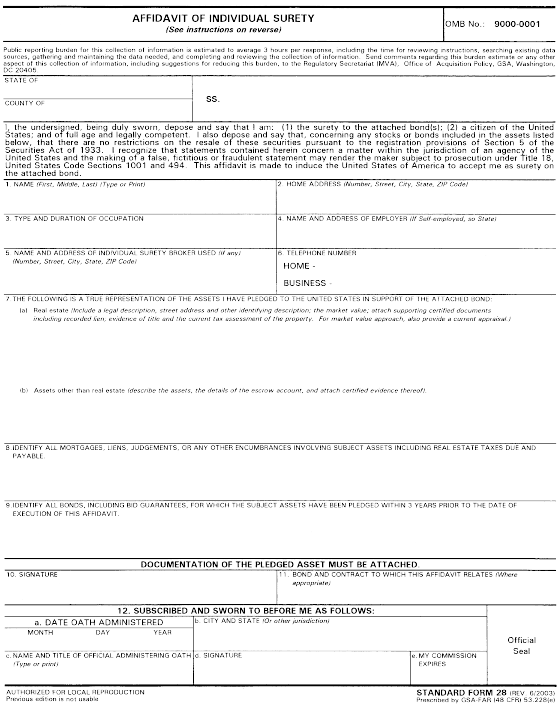 AFFIDAVIT OF INDIVIDUAL SURETY
(See instructions on reverse)
OMB No.: 9000-0001
Public reporting burden for this collection of information is estimated to average 3 hours per response, including the time for reviewing instructions, searching existing data
sources, gathering and maintaining the data needed, and completing and reviewing the collection of information. Send comments regarding this burden estimate or any other
aspect of this collection of information, including suggestions for reducing this burden, to the Regulatory Secretariat (MVA), Office of Acquisition Policy, GSA, Washington,
DC 20405
STATE OF
COUNTY OF
SS.
I, the undersigned, being duly sworn, depose and say that I am: (1) the surety to the attached bond(s); (2) a citizen of the United
States; and of full age and legally competent. I also depose and say that, concerning any stocks or bonds included in the assets listed
below, that there are no restrictions on the resale of these securities pursuant to the registration provisions of Section 5 of the
Securities Act of 1933. I recognize that statements contained herein concern a matter within the jurisdiction of an agency of the
United States and the making of a false, fictitious or fraudulent statement may render the maker subject to prosecution under Title 18,
United States Code Sections 1001 and 494. This affidavit is made to induce the United States of America to accept me as surety on
the attached bond.
1. NAME (First, Middle, Last) (Type or Print)
2. HOME ADDRESS (Number, Street, City, State, ZIP Code)
3. TYPE AND DURATION OF OCCUPATION
4. NAME AND ADDRESS OF EMPLOYER (If Self-employed, so State)
5. NAME AND ADDRESS OF INDIVIDUAL SURETY BROKER USED (If any)
(Number, Street, City, State, ZIP Code)
6. TELEPHONE NUMBER
HOME -
BUSINESS -
7. THE FOLLOWING IS A TRUE REPRESENTATION OF THE ASSETS I HAVE PLEDGED TO THE UNITED STATES IN SUPPORT OF THE ATTACHED BOND:
(a) Real estate (Include a legal description, street address and other identifying description; the market value; attach supporting certified documents
including recorded lien, evidence of title and the current tax assessment of the property. For market value approach, also provide a current appraisal.)
(b) Assets other than real estate (describe the assets, the details of the escrow account, and attach certified evidence thereof).
8. IDENTIFY ALL MORTGAGES, LIENS, JUDGEMENTS, OR ANY OTHER ENCUMBRANCES INVOLVING SUBJECT ASSETS INCLUDING REAL ESTATE TAXES DUE AND
PAYABLE.
9. IDENTIFY ALL BONDS, INCLUDING BID GUARANTEES, FOR WHICH THE SUBJECT ASSETS HAVE BEEN PLEDGED WITHIN 3 YEARS PRIOR TO THE DATE OF
EXECUTION OF THIS AFFIDAVIT.
DOCUMENTATION OF THE PLEDGED ASSET MUST BE ATTACHED.
10. SIGNATURE
11. BOND AND CONTRACT TO WHICH THIS AFFIDAVIT RELATES (Where
appropriate)
12. SUBSCRIBED AND SWORN TO BEFORE ME AS FOLLOWS:
a. DATE OATH ADMINISTERED
MONTH DAY YEAR
b. CITY AND STATE (Or other jurisdiction)
Official
Seal
c. NAME AND TITLE OF OFFICIAL ADMINISTERING OATH
(Type or print)
d. SIGNATURE
e. MY COMMISSION
EXPIRES
AUTHORIZED FOR LOCAL REPRODUCTION
Previous edition is not usable
STANDARD FORM 28 (REV. 6/2003)
Prescribed by GSA-FAR (48 CFR) 53.228(e)